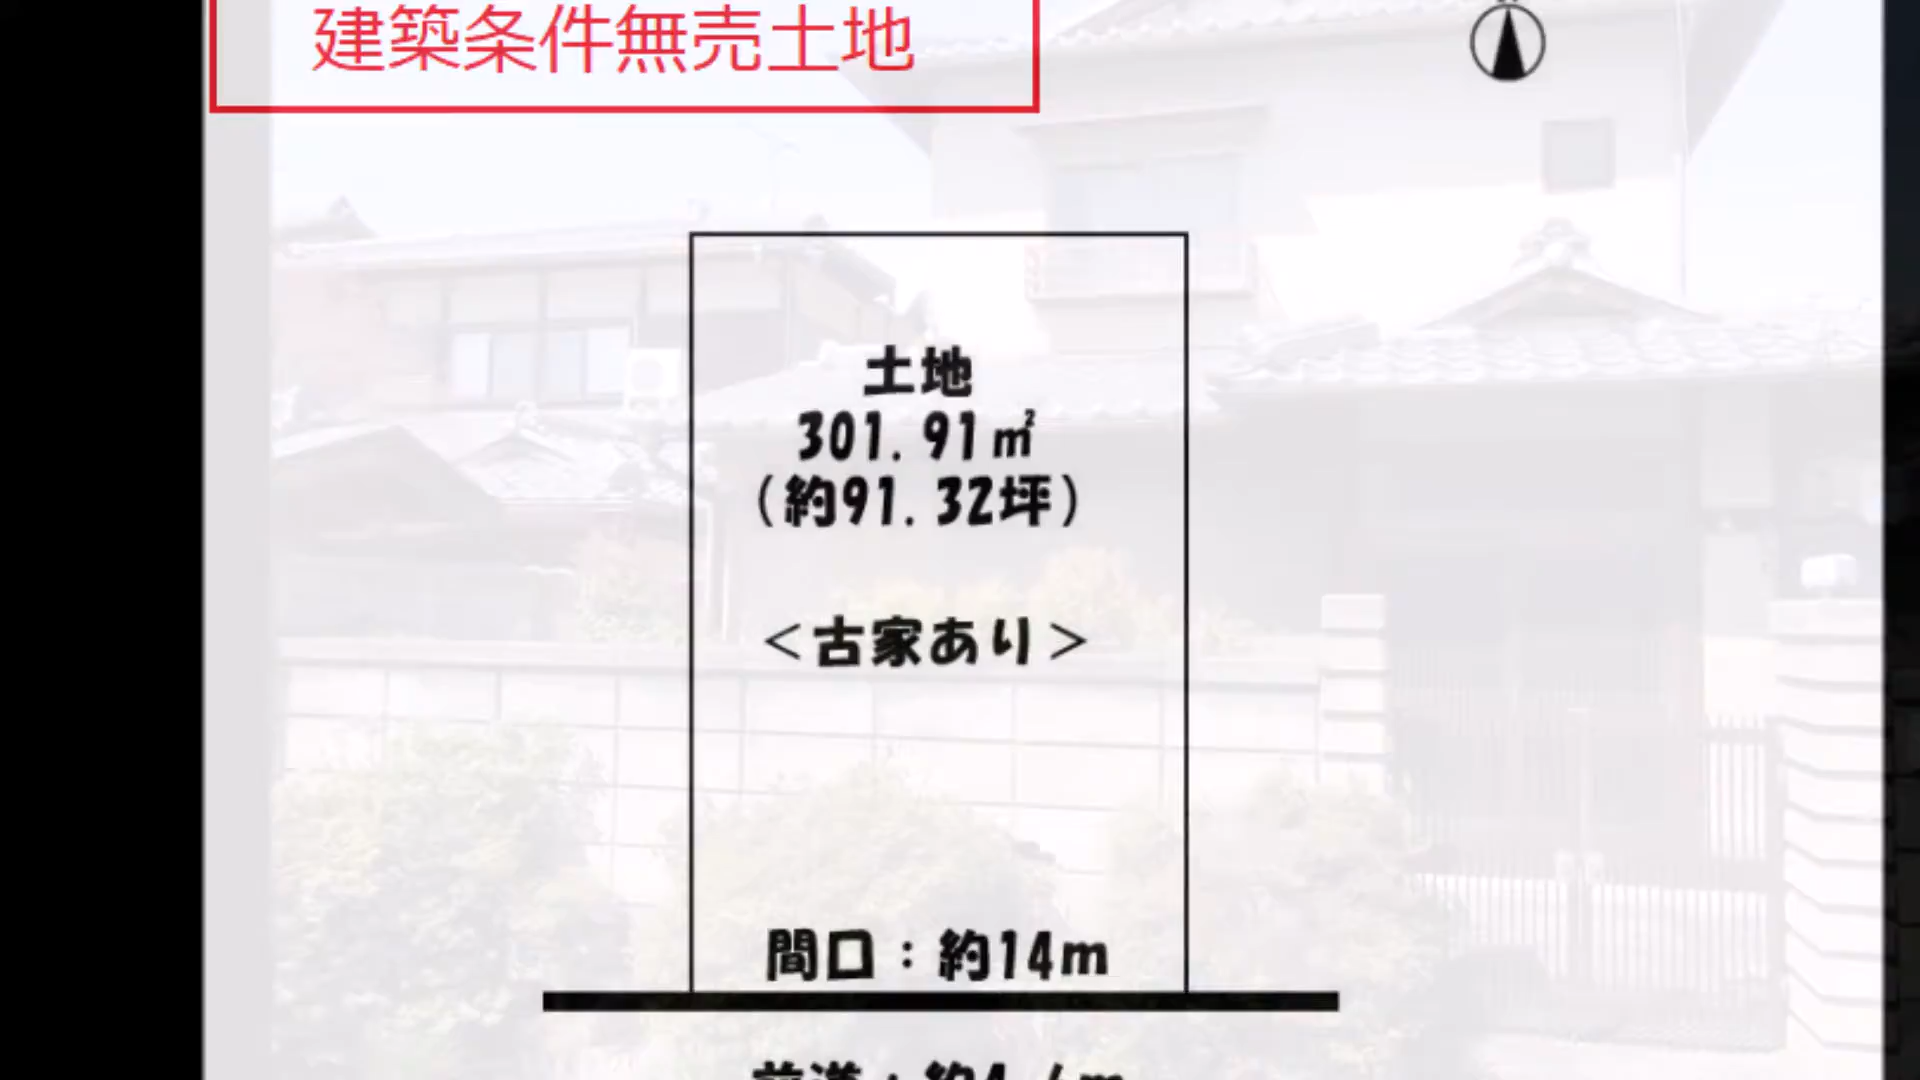 建築条件無売土地
土地
301.91㎡
(約91.32坪)
<古家あり>
間口：約14m